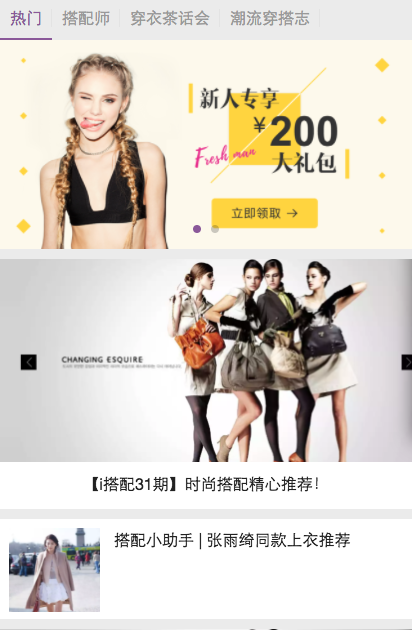 热门 搭配师 穿衣茶话会 潮流穿搭志
新人专享
¥200
Fresh man
大礼包
立即领取 →
CHANGING ESQUIRE
【i搭配31期】时尚搭配精心推荐!
搭配小助手 | 张雨绮同款上衣推荐